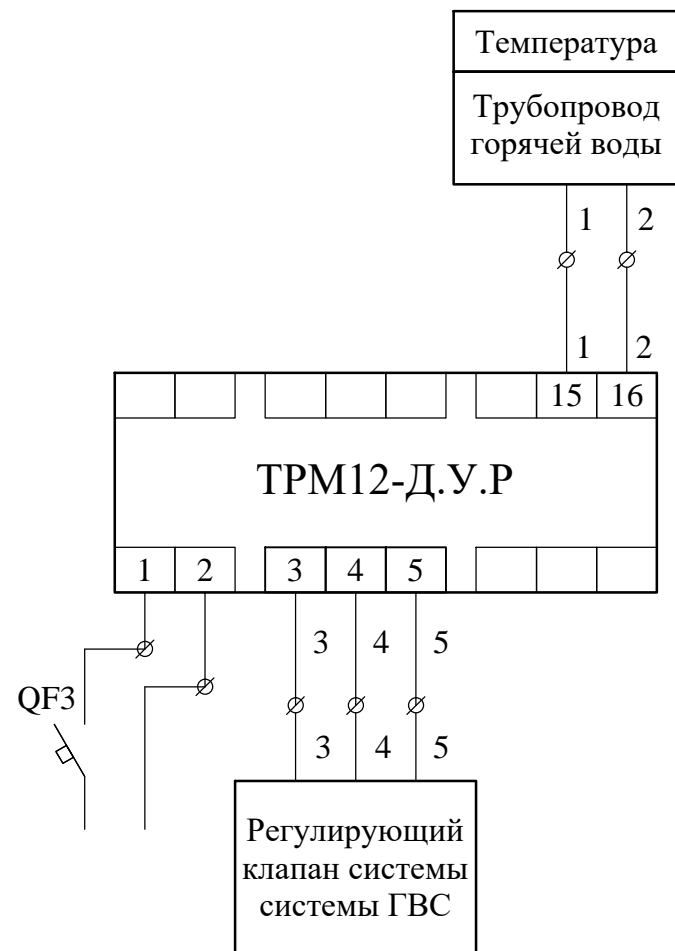 Температура
Трубопровод
горячей воды
1 2
1 2
15 16
ТРМ12-Д.У.Р
1 2 3 4 5
3 4 5
QF3
3 4 5
Регулирующий
клапан системы
системы ГВС